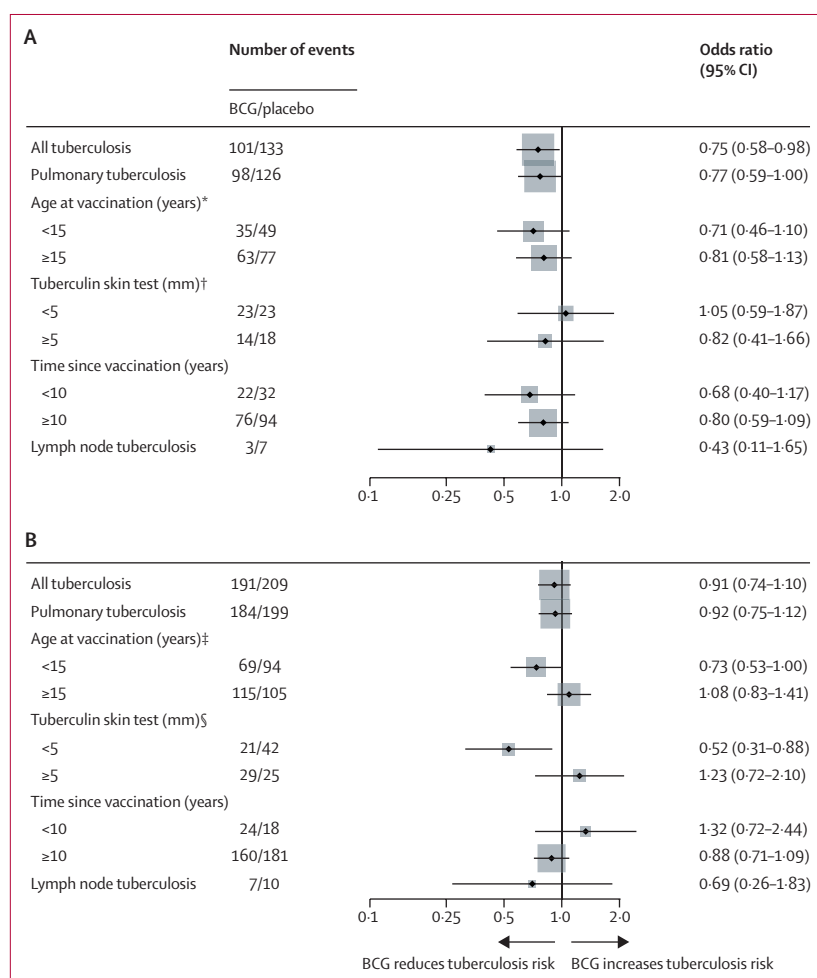 A
Number of events
Odds ratio
(95% CI)
BCG/placebo
All tuberculosis 101/133 0·75 (0·58–0·98)
Pulmonary tuberculosis 98/126 0·77 (0·59–1·00)
Age at vaccination (years)*
<15 35/49 0·71 (0·46–1·10)
≥15 63/77 0·81 (0·58–1·13)
Tuberculin skin test (mm)†
<5 23/23 1·05 (0·59–1·87)
≥5 14/18 0·82 (0·41–1·66)
Time since vaccination (years)
<10 22/32 0·68 (0·40–1·17)
≥10 76/94 0·80 (0·59–1·09)
Lymph node tuberculosis 3/7 0·43 (0·11–1·65)
0·1 0·25 0·5 1·0 2·0
B
All tuberculosis 191/209 0·91 (0·74–1·10)
Pulmonary tuberculosis 184/199 0·92 (0·75–1·12)
Age at vaccination (years)‡
<15 69/94 0·73 (0·53–1·00)
≥15 115/105 1·08 (0·83–1·41)
Tuberculin skin test (mm)§
<5 21/42 0·52 (0·31–0·88)
≥5 29/25 1·23 (0·72–2·10)
Time since vaccination (years)
<10 24/18 1·32 (0·72–2·44)
≥10 160/181 0·88 (0·71–1·09)
Lymph node tuberculosis 7/10 0·69 (0·26–1·83)
0·1 0·25 0·5 1·0 2·0
BCG reduces tuberculosis risk BCG increases tuberculosis risk